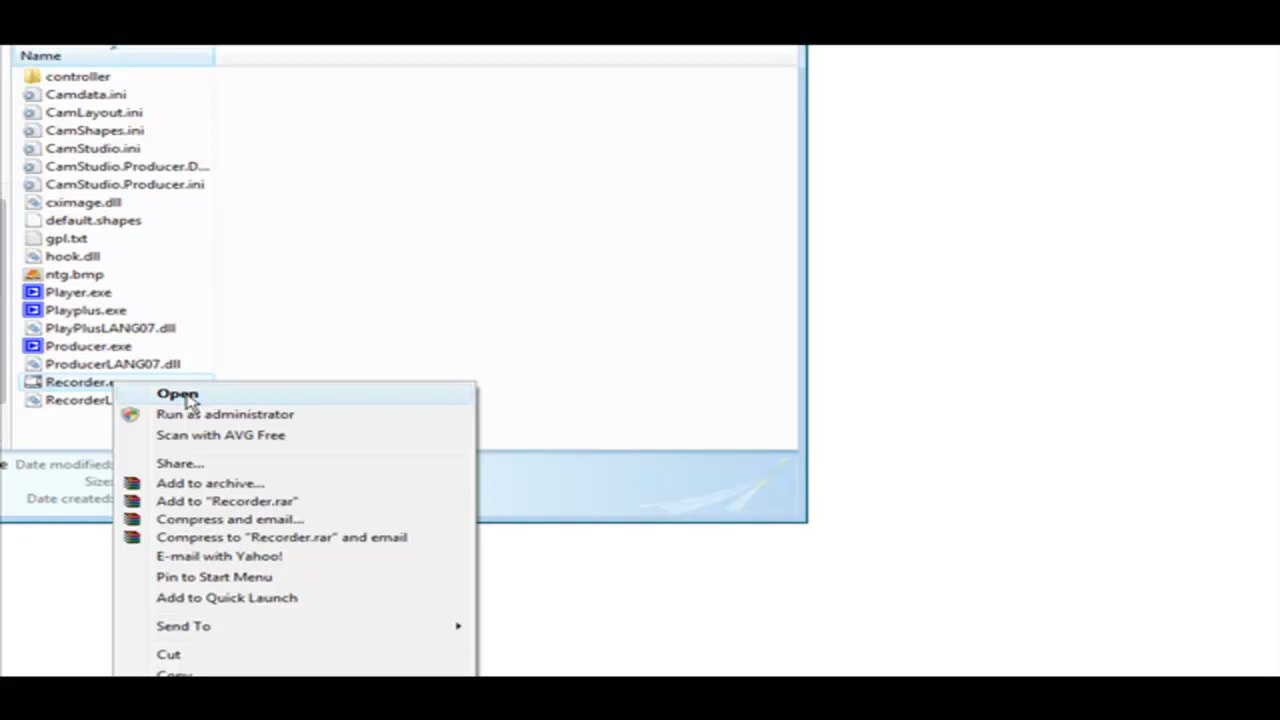 Name
controller
Camdata.ini
CamLayout.ini
CamShapes.ini
CamStudio.ini
CamStudio.Producer.D...
CamStudio.Producer.ini
cximage.dll
default.shapes
gpl.txt
hook.dll
ntg.bmp
Player.exe
Playplus.exe
PlayPlusLANG07.dll
Producer.exe
ProducerLANG07.dll
Recorder.e
RecorderL
Open
Run as administrator
Scan with AVG Free
Share...
Add to archive...
Add to "Recorder.rar"
Compress and email...
Compress to "Recorder.rar" and email
E-mail with Yahoo!
Pin to Start Menu
Add to Quick Launch
Send To
Cut
Copy
e Date modified:
Size:
Date created: